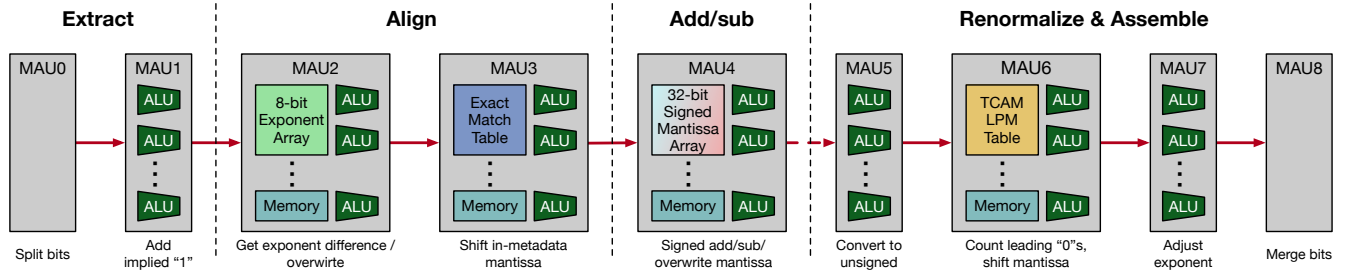 Extract
Align
Add/sub
Renormalize & Assemble
MAU0
MAU1
ALU
ALU
ALU
MAU2
8-bit
Exponent
Array
Memory
ALU
ALU
ALU
MAU3
Exact
Match
Table
Memory
ALU
ALU
ALU
MAU4
32-bit
Signed
Mantissa
Array
Memory
ALU
ALU
ALU
MAU5
ALU
ALU
ALU
MAU6
TCAM
LPM
Table
Memory
ALU
ALU
ALU
MAU7
ALU
ALU
ALU
MAU8
Split bits
Add
implied “1”
Get exponent difference /
overwirte
Shift in-metadata
mantissa
Signed add/sub/
overwrite mantissa
Convert to
unsigned
Count leading “0”s,
shift mantissa
Adjust
exponent
Merge bits